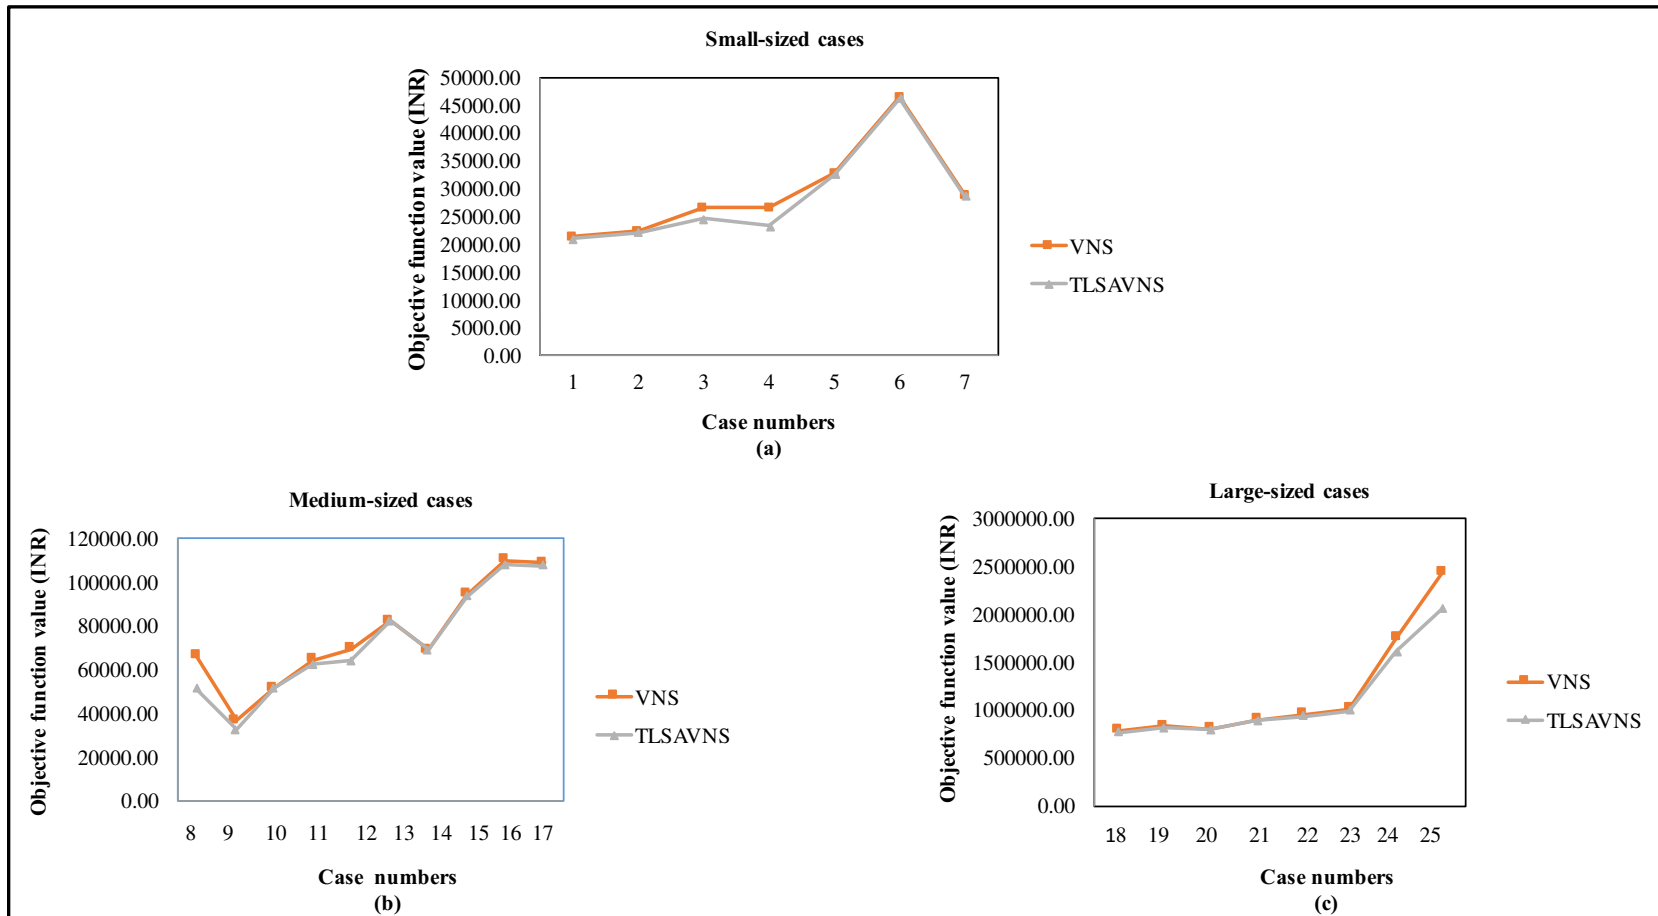 Small-sized cases
Objective function value (INR)
50000.00
45000.00
40000.00
35000.00
30000.00
25000.00
20000.00
15000.00
10000.00
5000.00
0.00
1 2 3 4 5 6 7
Case numbers
(a)
VNS
TLSAVNS
Medium-sized cases
Objective function value (INR)
120000.00
100000.00
80000.00
60000.00
40000.00
20000.00
0.00
8 9 10 11 12 13 14 15 16 17
Case numbers
(b)
VNS
TLSAVNS
Large-sized cases
Objective function value (INR)
3000000.00
2500000.00
2000000.00
1500000.00
1000000.00
500000.00
0.00
18 19 20 21 22 23 24 25
Case numbers
(c)
VNS
TLSAVNS